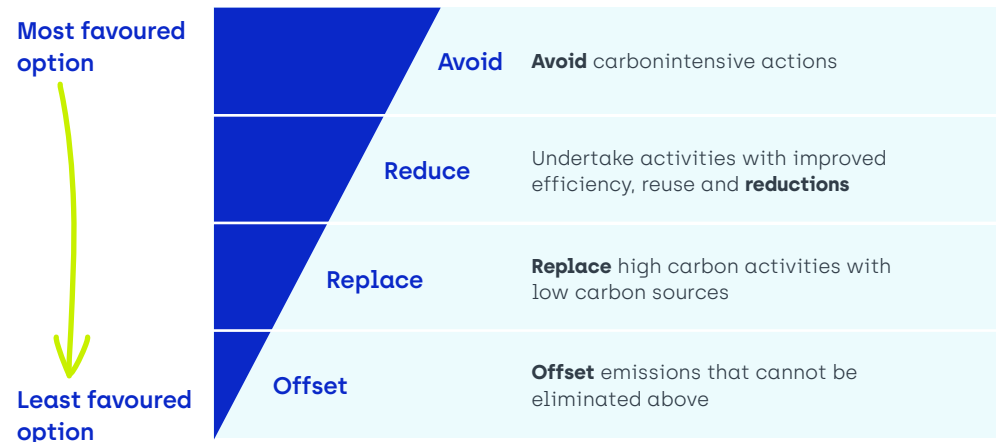 Most favoured
option
Avoid
Avoid carbonintensive actions
Reduce
Undertake activities with improved
efficiency, reuse and reductions
Replace
Replace high carbon activities with
low carbon sources
Offset
Offset emissions that cannot be
eliminated above
Least favoured
option